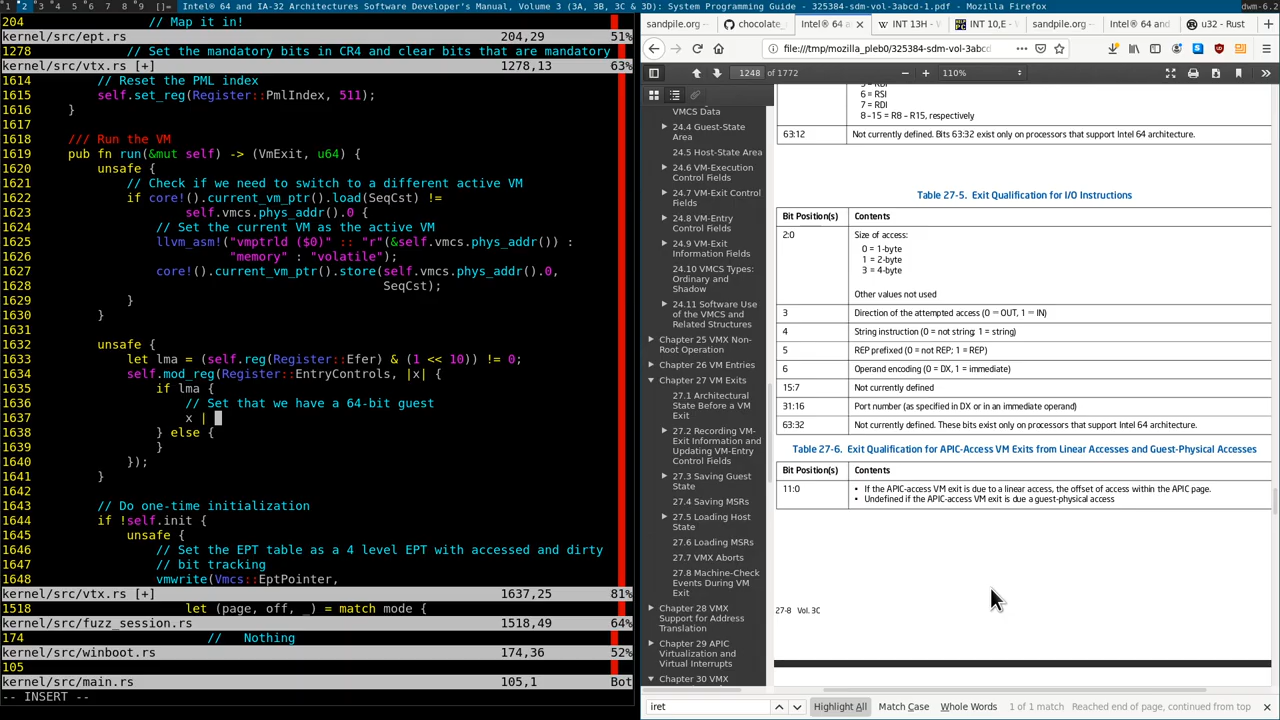 1 2 3 4 5 6 7 8 9 Intel® 64 and IA-32 Architectures Software Developer's Manual, Volume 3 (3A, 3B, 3C & 3D): System Programming Guide - 325384-sdm-vol-3abcd-1.pdf - Mozilla Firefox dwm-6.2
204 // Map it in!
kernel/src/ept.rs 204,29 51%
1278 // Set the mandatory bits in CR4 and clear bits that are mandatory
kernel/src/vtx.rs [+] 1278,13 63%
1614 // Reset the PML index
1615 self.set_reg(Register::PmlIndex, 511);
1616 }
1617
1618 /// Run the VM
1619 pub fn run(&mut self) -> (VmExit, u64) {
1620 unsafe {
1621 // Check if we need to switch to a different active VM
1622 if core!().current_vm_ptr().load(SeqCst) !=
1623 self.vmcs.phys_addr().0 {
1624 // Set the current VM as the active VM
1625 llvm_asm!("vmptrld ($0)" :: "r"(&self.vmcs.phys_addr()) :
1626 "memory" : "volatile");
1627 core!().current_vm_ptr().store(self.vmcs.phys_addr().0,
1628 SeqCst);
1629 }
1630 }
1631
1632 unsafe {
1633 let lma = (self.reg(Register::Efer) & (1 << 10)) != 0;
1634 self.mod_reg(Register::EntryControls, |x| {
1635 if lma {
1636 // Set that we have a 64-bit guest
1637 x |
1638 } else {
1639 }
1640 });
1641 }
1642
1643 // Do one-time initialization
1644 if !self.init {
1645 unsafe {
1646 // Set the EPT table as a 4 level EPT with accessed and dirty
1647 // bit tracking
1648 vmwrite(Vmcs::EptPointer,
kernel/src/vtx.rs [+] 1637,25 81%
1518 let (page, off, _) = match mode {
kernel/src/fuzz_session.rs 1518,49 64%
174 // Nothing
kernel/src/winboot.rs 174,36 52%
105
kernel/src/main.rs 105,1 Bot
-- INSERT --
sandpile.org chocolate_ Intel® 64 a INT 13H - INT 10,E - sandpile.org Intel® 64 and u32 - Rust
file:///tmp/mozilla_pleb0/325384-sdm-vol-3abcd
1248 of 1772 110%
VMCS Data
24.4 Guest-State
Area
24.5 Host-State Area
24.6 VM-Execution
Control Fields
24.7 VM-Exit Control
Fields
24.8 VM-Entry
Control Fields
24.9 VM-Exit
Information Fields
24.10 VMCS Types:
Ordinary and
Shadow
24.11 Software Use
of the VMCS and
Related Structures
Chapter 25 VMX Non-
Root Operation
Chapter 26 VM Entries
Chapter 27 VM Exits
27.1 Architectural
State Before a VM
Exit
27.2 Recording VM-
Exit Information and
Updating VM-Entry
Control Fields
27.3 Saving Guest
State
27.4 Saving MSRs
27.5 Loading Host
State
27.6 Loading MSRs
27.7 VMX Aborts
27.8 Machine-Check
Events During VM
Exit
Chapter 28 VMX
Support for Address
Translation
Chapter 29 APIC
Virtualization and
Virtual Interrupts
Chapter 30 VMX
6 = RSI
7 = RDI
8–15 = R8 – R15, respectively
63:12 Not currently defined. Bits 63:32 exist only on processors that support Intel 64 architecture.
Table 27-5. Exit Qualification for I/O Instructions
Bit Position(s) Contents
2:0 Size of access:
0 = 1-byte
1 = 2-byte
3 = 4-byte
Other values not used
3 Direction of the attempted access (0 = OUT, 1 = IN)
4 String instruction (0 = not string; 1 = string)
5 REP prefixed (0 = not REP; 1 = REP)
6 Operand encoding (0 = DX, 1 = immediate)
15:7 Not currently defined
31:16 Port number (as specified in DX or in an immediate operand)
63:32 Not currently defined. These bits exist only on processors that support Intel 64 architecture.
Table 27-6. Exit Qualification for APIC-Access VM Exits from Linear Accesses and Guest-Physical Accesses
Bit Position(s) Contents
11:0 • If the APIC-access VM exit is due to a linear access, the offset of access within the APIC page.
• Undefined if the APIC-access VM exit is due a guest-physical access
27-8 Vol. 3C
iret Highlight All Match Case Whole Words 1 of 1 match Reached end of page, continued from top